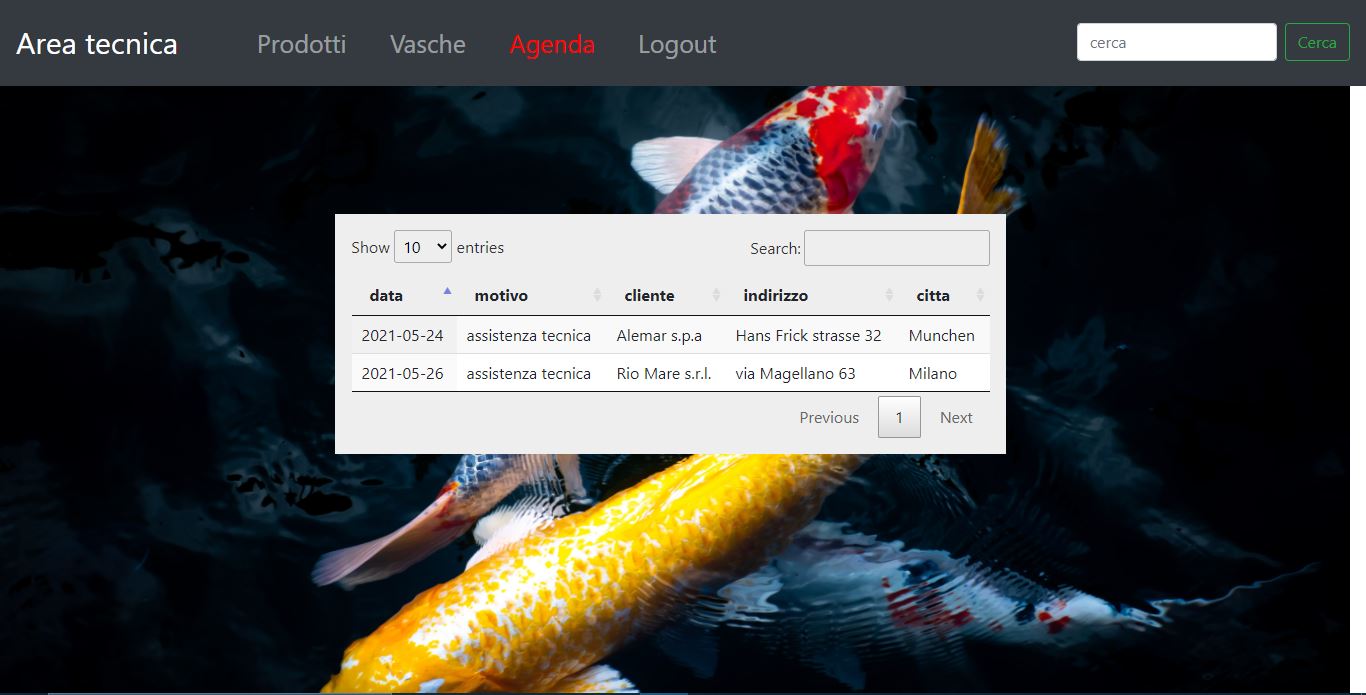 Area tecnica Prodotti Vasche Agenda Logout cerca Cerca
Show 10 entries Search:
data motivo cliente indirizzo citta
2021-05-24 assistenza tecnica Alemar s.p.a Hans Frick strasse 32 Munchen
2021-05-26 assistenza tecnica Rio Mare s.r.l. via Magellano 63 Milano
Previous 1 Next